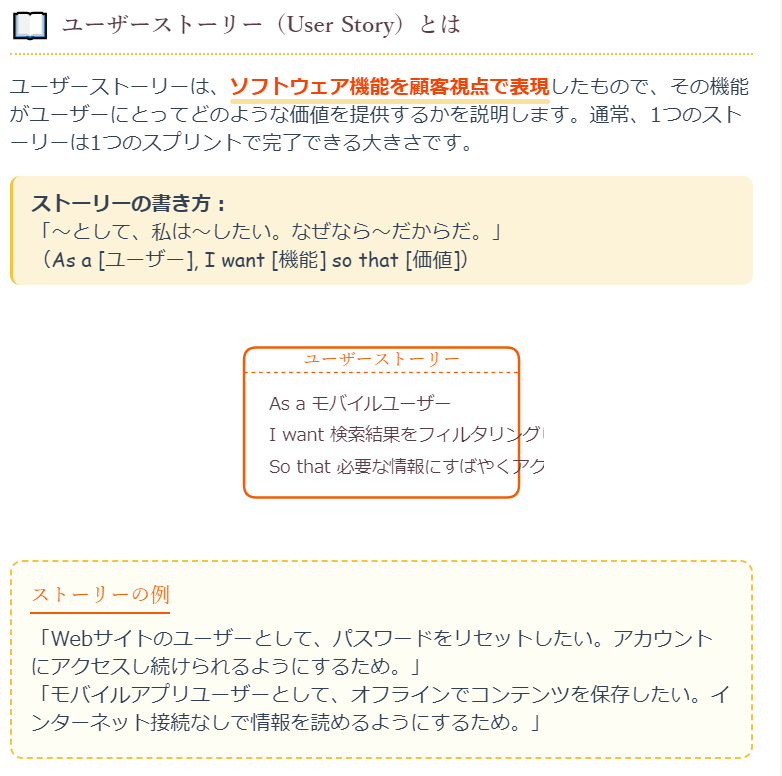 ユーザーストーリー（User Story）とは
ユーザーストーリーは、ソフトウェア機能を顧客視点で表現したもので、その機能
がユーザーにとってどのような価値を提供するかを説明します。通常、1つのスト
ーリーは1つのスプリントで完了できる大きさです。
ストーリーの書き方：
「〜として、私は〜したい。なぜなら〜だからだ。」
（As a [ユーザー], I want [機能] so that [価値]）
ユーザーストーリー
As a モバイルユーザー
I want 検索結果をフィルタリング
So that 必要な情報にすばやくアク
ストーリーの例
「Webサイトのユーザーとして、パスワードをリセットしたい。アカウント
にアクセスし続けられるようにするため。」
「モバイルアプリユーザーとして、オフラインでコンテンツを保存したい。イ
ンターネット接続なしで情報を読めるようにするため。」